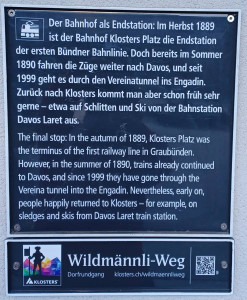 Der Bahnhof als Endstation: Im Herbst 1889
ist der Bahnhof Klosters Platz die Endstation
der ersten Bündner Bahnlinie. Doch bereits im Sommer
1890 fahren die Züge weiter nach Davos, und seit
1999 geht es durch den Vereinatunnel ins Engadin.
Zurück nach Klosters kommt man aber schon früh sehr
gerne – etwa auf Schlitten und Ski von der Bahnstation
Davos Laret aus.
The final stop: In the autumn of 1889, Klosters Platz was
the terminus of the first railway line in Graubünden.
However, in the summer of 1890, trains already continued
to Davos, and since 1999 they have gone through the
Vereina tunnel into the Engadin. Nevertheless, early on,
people happily returned to Klosters – for example, on
sledges and skis from Davos Laret train station.
Wildmännli-Weg
Dorfrundgang klosters.ch/wildmaennliweg
KLOSTERS